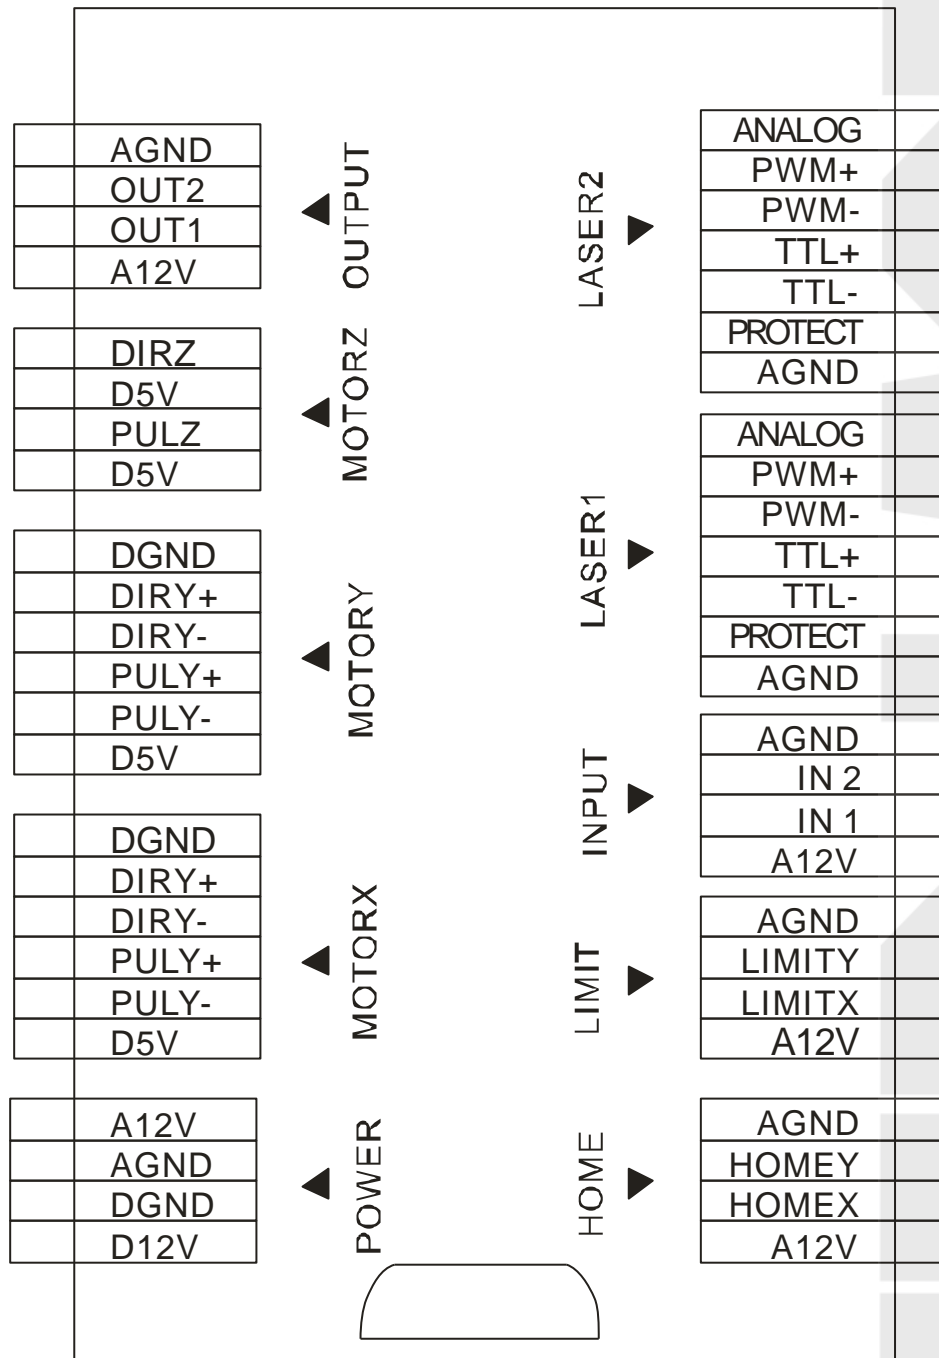 AGND
OUT2
OUT1
A12V
OUTPUT
DIRZ
D5V
PULZ
D5V
MOTORZ
DGND
DIRY+
DIRY-
PULY+
PULY-
D5V
MOTORY
DGND
DIRY+
DIRY-
PULY+
PULY-
D5V
MOTORX
A12V
AGND
DGND
D12V
POWER
LASER2
ANALOG
PWM+
PWM-
TTL+
TTL-
PROTECT
AGND
LASER1
ANALOG
PWM+
PWM-
TTL+
TTL-
PROTECT
AGND
INPUT
AGND
IN 2
IN 1
A12V
LIMIT
AGND
LIMITY
LIMITX
A12V
HOME
AGND
HOMEY
HOMEX
A12V